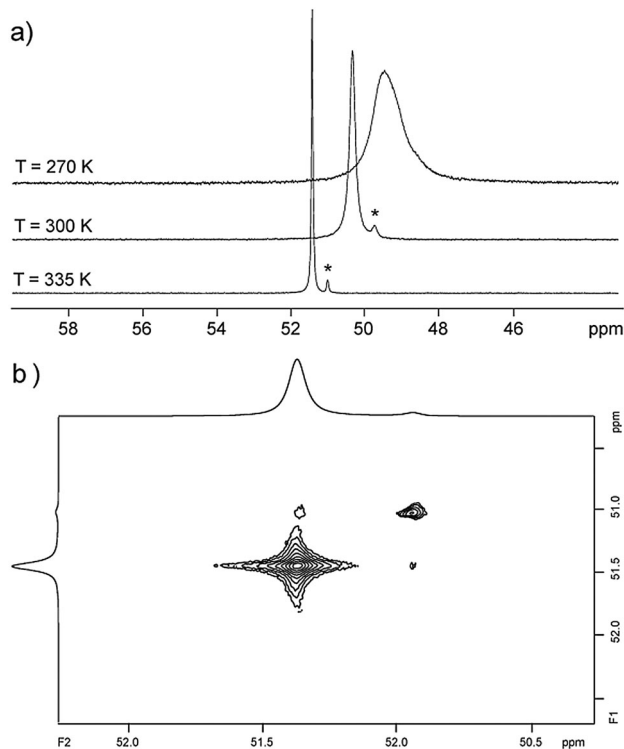 a)
T = 270 K
*
T = 300 K
*
T = 335 K
58 56 54 52 50 48 46 ppm
b)
ppm
51.0
51.5
52.0
F1
F2 52.0 51.5 52.0 ppm 50.5